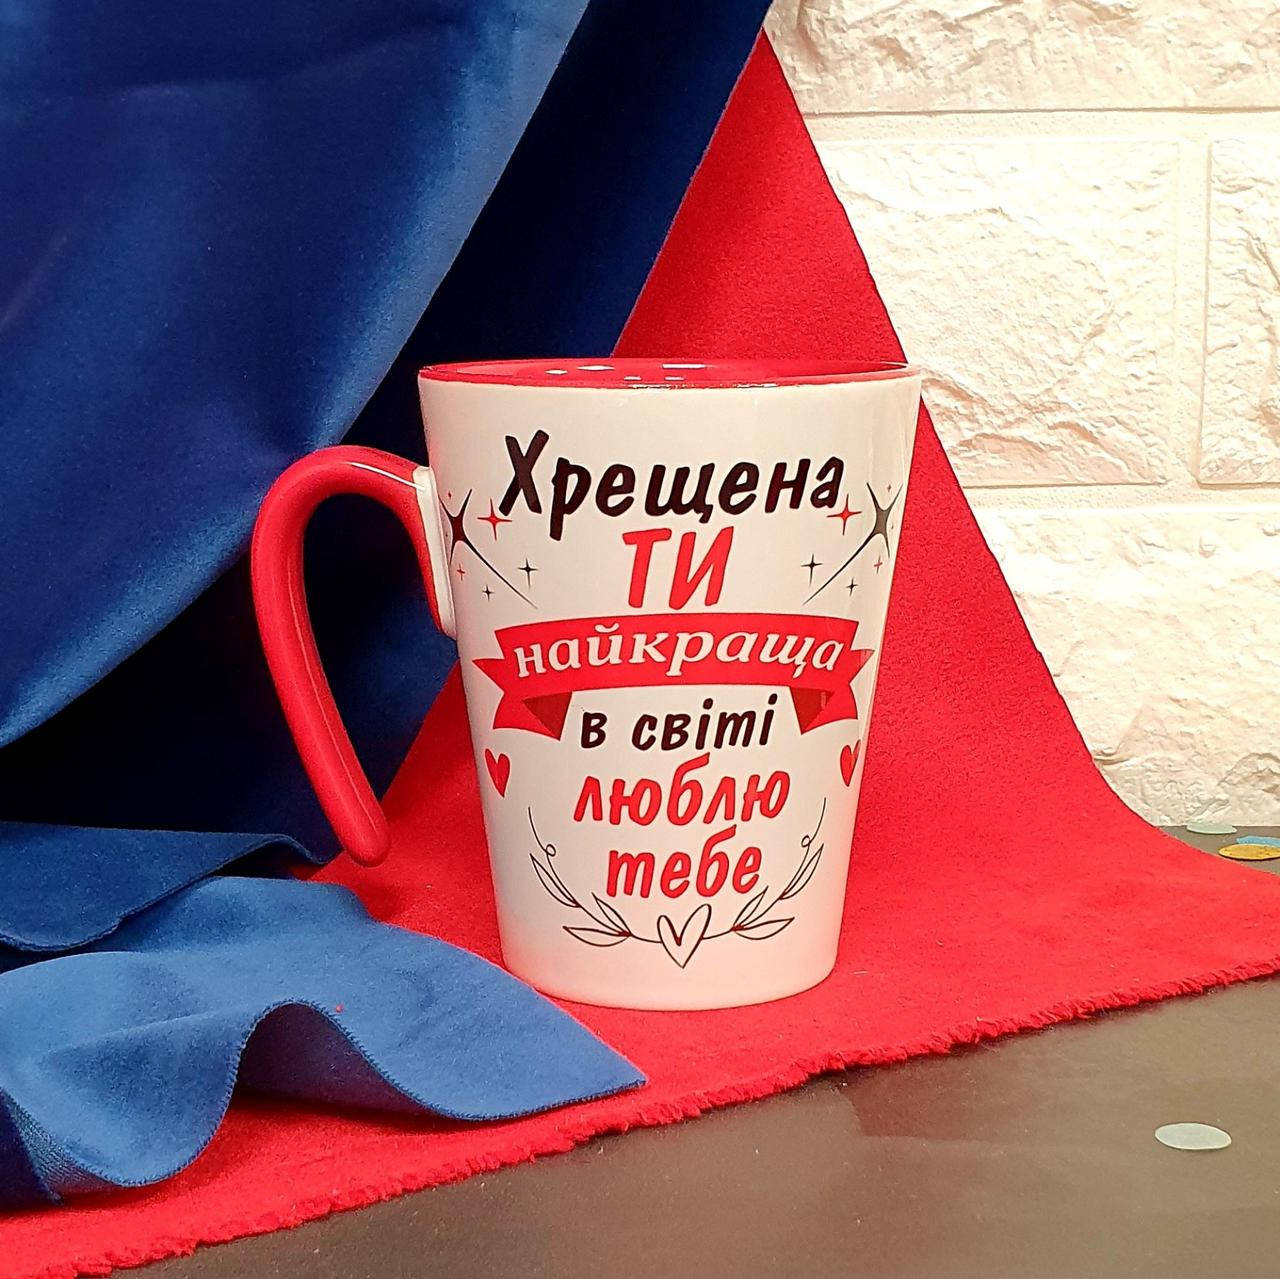 Хрещена
ТИ
найкраща
в світі
люблю
тебе